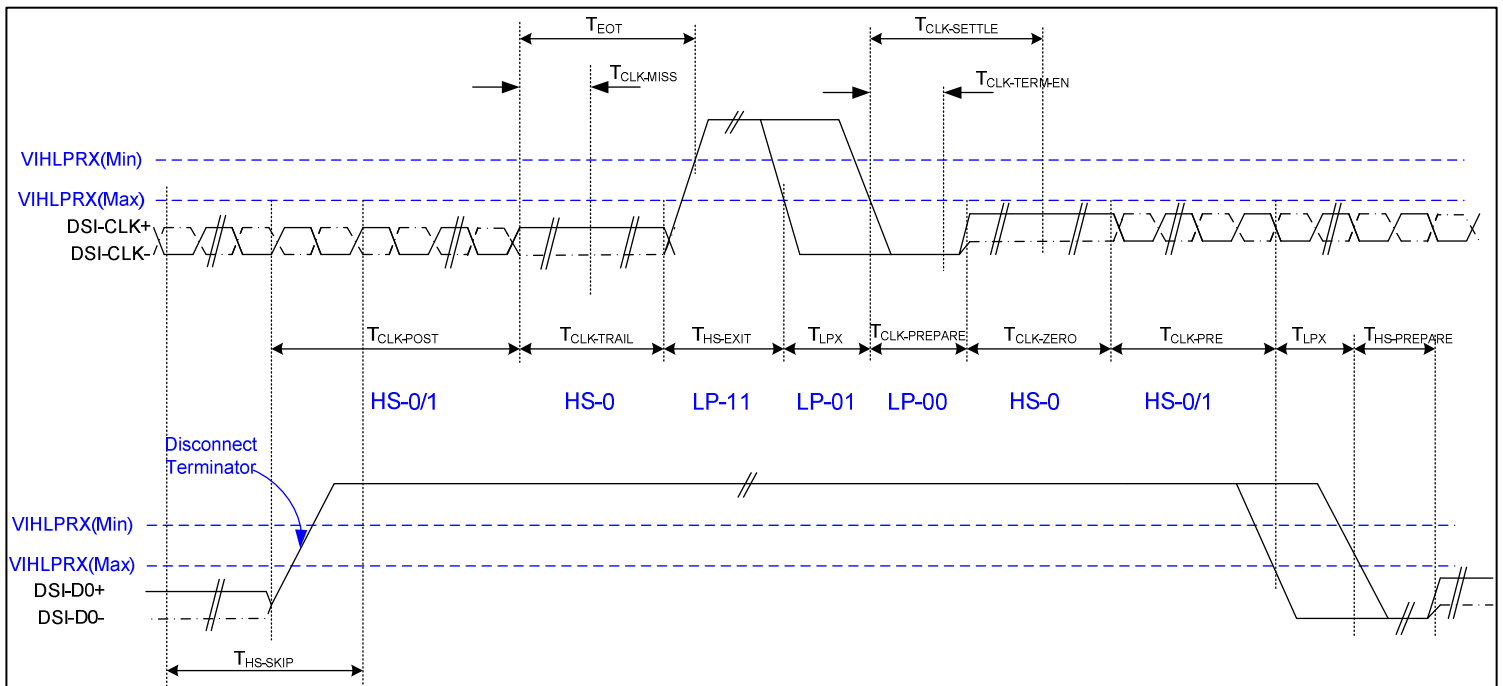 TEOT
TCLK-SETTLE
TCLK-MISS
TCLK-TERM-EN
VIHLPRX(Min)
VIHLPRX(Max)
DSI-CLK+
DSI-CLK-
TCLK-POST
TCLK-TRAIL
THS-EXIT
TLPX
TCLK-PREPARE
TCLK-ZERO
TCLK-PRE
TLPX
THS-PREPARE
HS-0/1
HS-0
LP-11
LP-01
LP-00
HS-0
HS-0/1
Disconnect
Terminator
VIHLPRX(Min)
VIHLPRX(Max)
DSI-D0+
DSI-D0-
THS-SKIP